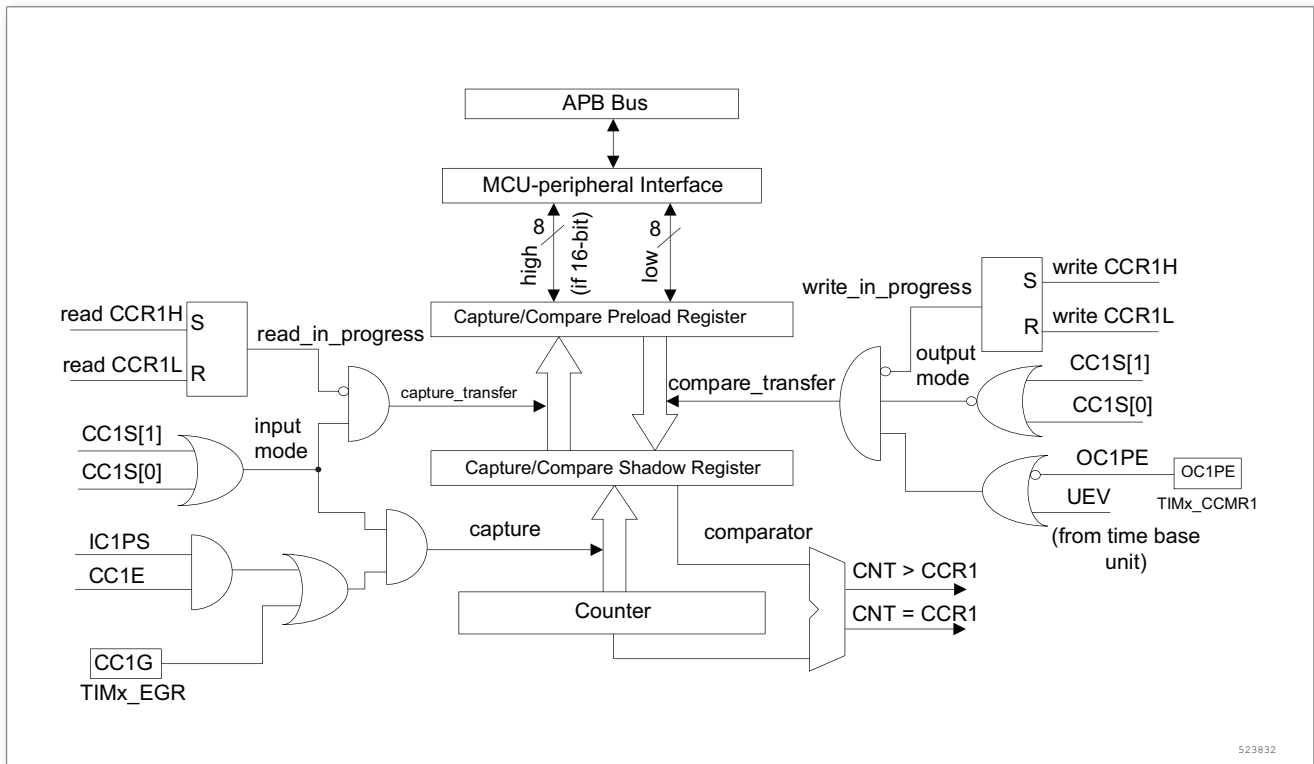 APB Bus
MCU-peripheral Interface
8
high
(if 16-bit)
8
low
write_in_progress
S
write CCR1H
R
write CCR1L
read CCR1H
S
read_in_progress
read CCR1L
R
Capture/Compare Preload Register
output
mode
CC1S[1]
CC1S[0]
capture_transfer
compare_transfer
CC1S[1]
CC1S[0]
input
mode
Capture/Compare Shadow Register
OC1PE
OC1PE
UEV
TIMx_CCMR1
(from time base
unit)
IC1PS
CC1E
capture
comparator
CNT > CCR1
CNT = CCR1
Counter
CC1G
TIMx_EGR
523832